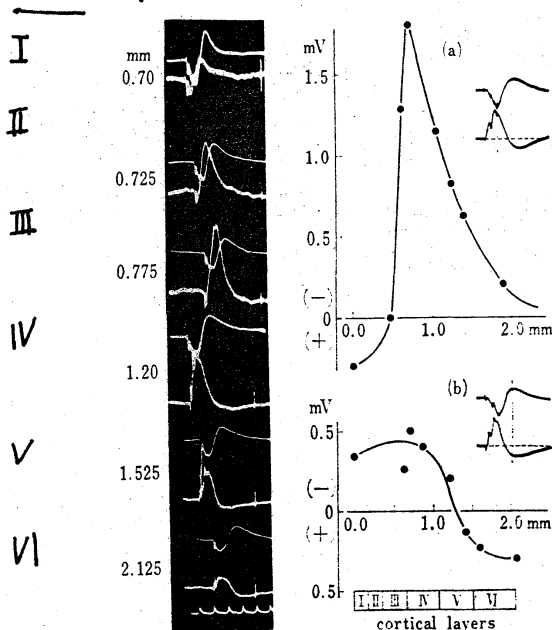 I
II
III
IV
V
VI
mm
0.70
0.725
0.775
1.20
1.525
2.125
mV
(a)
1.5
1.0
0.5
(-)
0
(+)
0.0
1.0
2.0 mm
mV
(b)
0.5
(-)
0
(+)
0.0
1.0
2.0 mm
0.5
I II III IV V VI
cortical layers